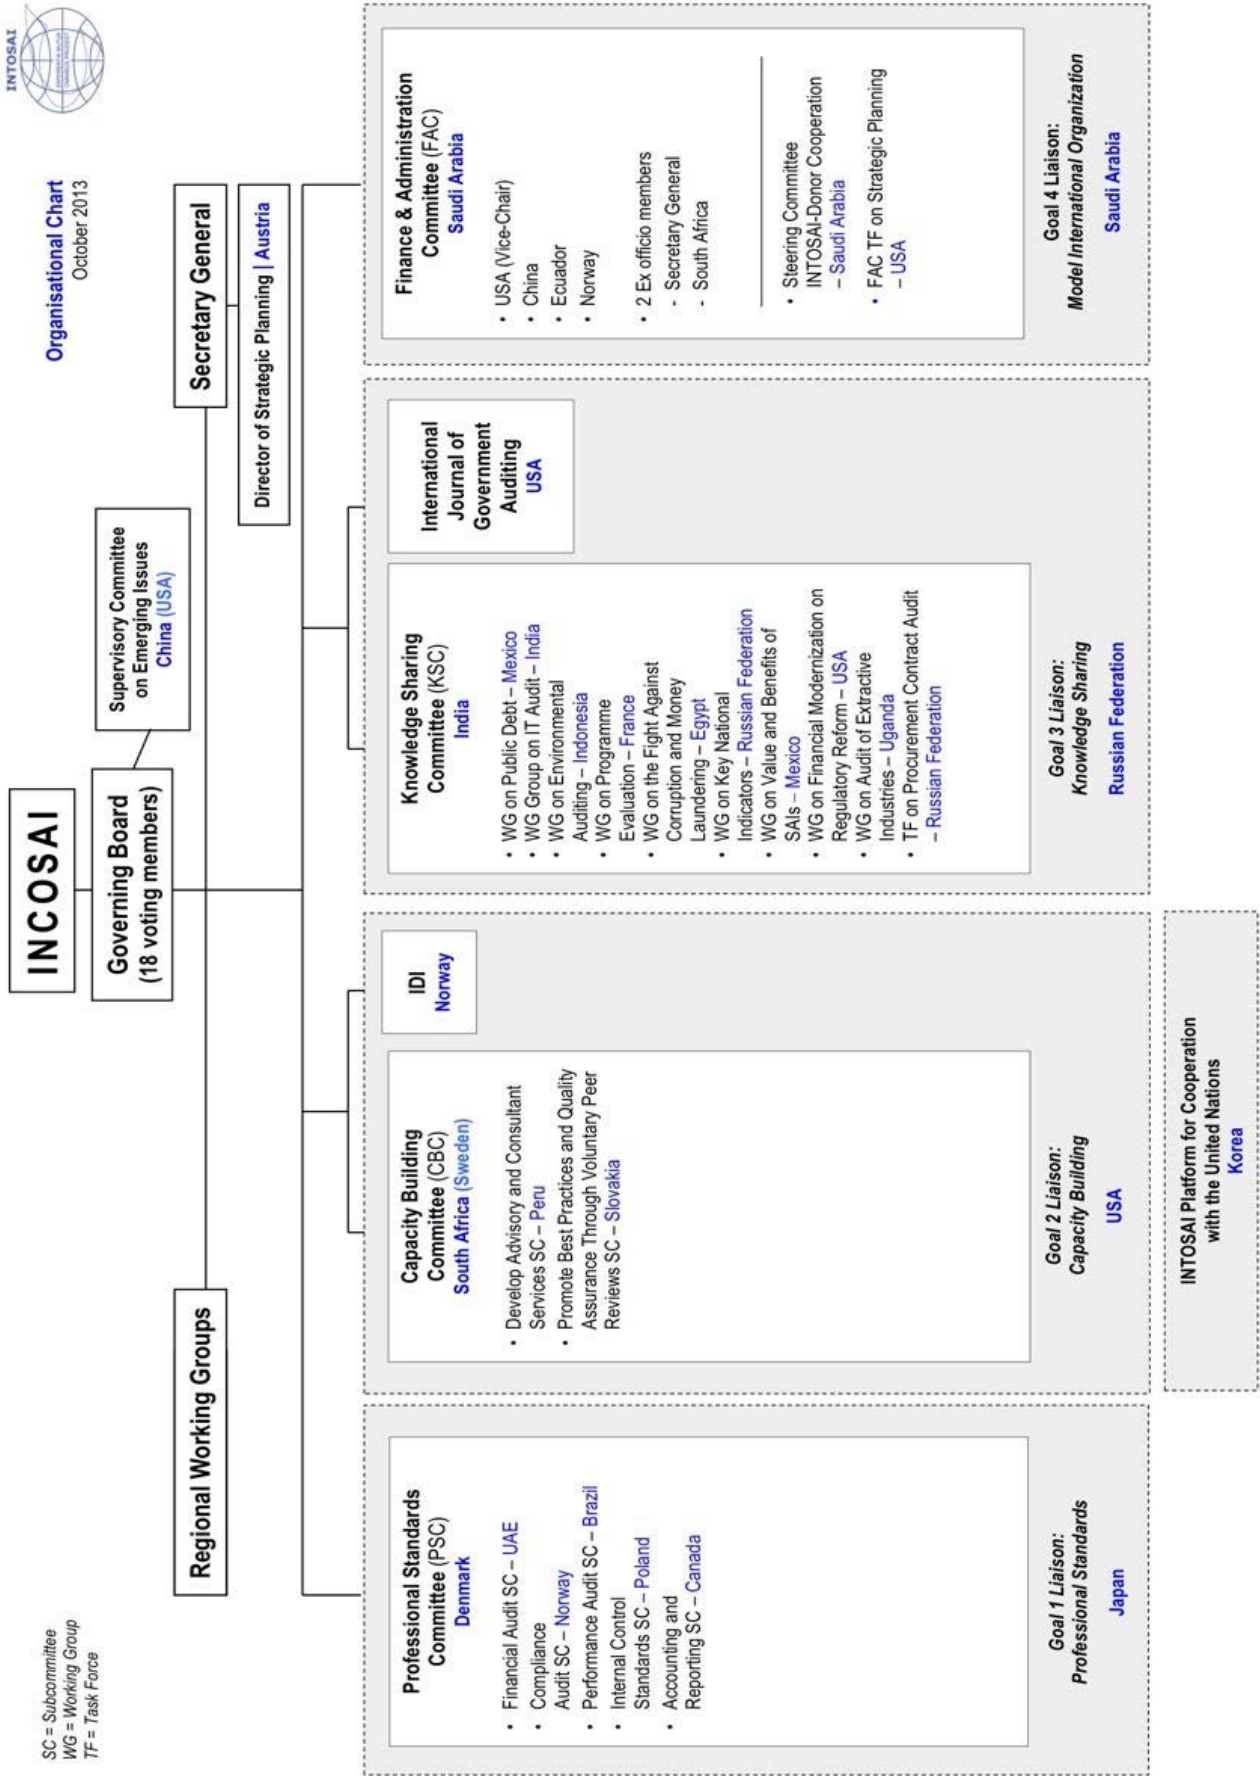 SC = Subcommittee
WG = Working Group
TF = Task Force
INCOSAI
Organisational Chart
October 2013
INTOSAI
Governing Board
(18 voting members)
Supervisory Committee
on Emerging Issues
China (USA)
Regional Working Groups
Secretary General
Director of Strategic Planning | Austria
Professional Standards
Committee (PSC)
Denmark
• Financial Audit SC – UAE
• Compliance
Audit SC – Norway
• Performance Audit SC – Brazil
• Internal Control
Standards SC – Poland
• Accounting and
Reporting SC – Canada
Goal 1 Liaison:
Professional Standards
Japan
Capacity Building
Committee (CBC)
South Africa (Sweden)
• Develop Advisory and Consultant
Services SC – Peru
• Promote Best Practices and Quality
Assurance Through Voluntary Peer
Reviews SC – Slovakia
IDI
Norway
Goal 2 Liaison:
Capacity Building
USA
Knowledge Sharing
Committee (KSC)
India
• WG on Public Debt – Mexico
• WG Group on IT Audit – India
• WG on Environmental
Auditing – Indonesia
• WG on Programme
Evaluation – France
• WG on the Fight Against
Corruption and Money
Laundering – Egypt
• WG on Key National
Indicators – Russian Federation
• WG on Value and Benefits of
SAIs – Mexico
• WG on Financial Modernization on
Regulatory Reform – USA
• WG on Audit of Extractive
Industries – Uganda
• TF on Procurement Contract Audit
– Russian Federation
International
Journal of
Government
Auditing
USA
Goal 3 Liaison:
Knowledge Sharing
Russian Federation
Finance & Administration
Committee (FAC)
Saudi Arabia
• USA (Vice-Chair)
• China
• Ecuador
• Norway
• 2 Ex officio members
- Secretary General
- South Africa
• Steering Committee
INTOSAI-Donor Cooperation
– Saudi Arabia
• FAC TF on Strategic Planning
– USA
Goal 4 Liaison:
Model International Organization
Saudi Arabia
INTOSAI Platform for Cooperation
with the United Nations
Korea